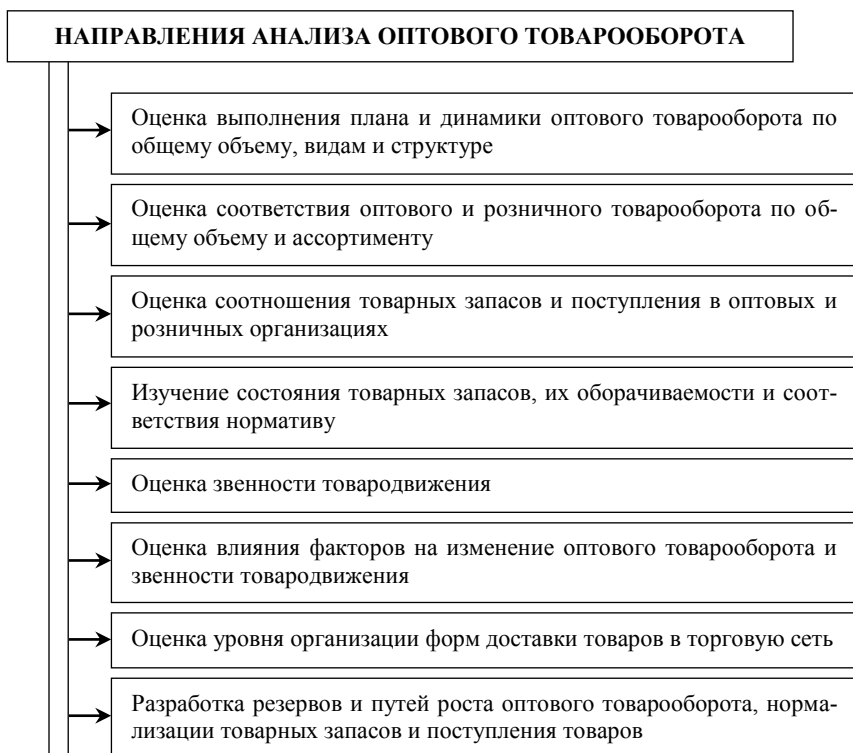 НАПРАВЛЕНИЯ АНАЛИЗА ОПТОВОГО ТОВАРООБОРОТА
Оценка выполнения плана и динамики оптового товарооборота по
общему объему, видам и структуре
Оценка соответствия оптового и розничного товарооборота по об-
щему объему и ассортименту
Оценка соотношения товарных запасов и поступления в оптовых и
розничных организациях
Изучение состояния товарных запасов, их оборачиваемости и соот-
ветствия нормативу
Оценка звенности товародвижения
Оценка влияния факторов на изменение оптового товарооборота и
звенности товародвижения
Оценка уровня организации форм доставки товаров в торговую сеть
Разработка резервов и путей роста оптового товарооборота, норма-
лизации товарных запасов и поступления товаров